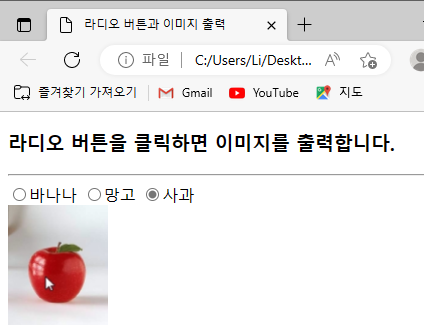 라디오 버튼과 이미지 출력
파일 C:/Users/Li/Deskt...
즐겨찾기 가져오기 Gmail YouTube 지도
라디오 버튼을 클릭하면 이미지를 출력합니다.
바나나 망고 사과